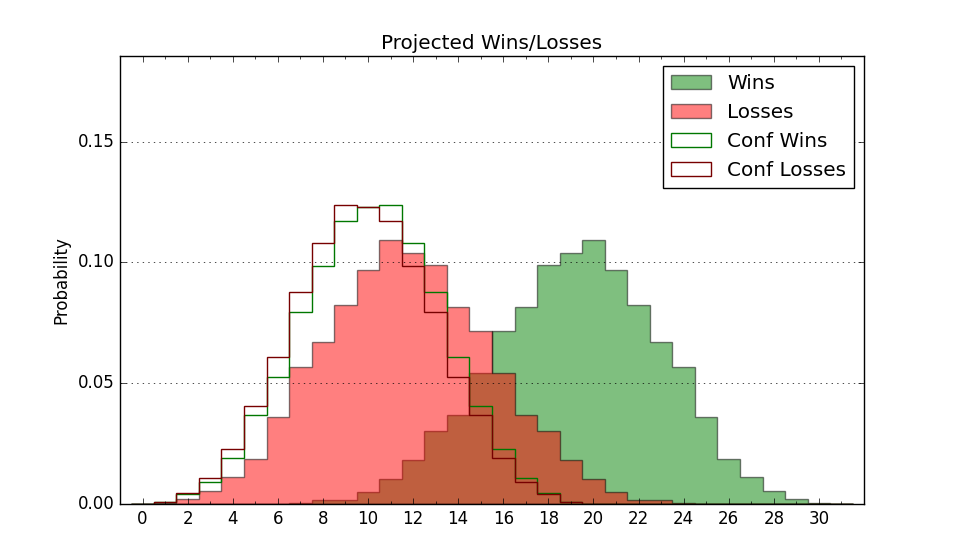 Projected Wins/Losses
Wins
Losses
Conf Wins
Conf Losses
Probability
0.15
0.10
0.05
0.00
0 2 4 6 8 10 12 14 16 18 20 22 24 26 28 30